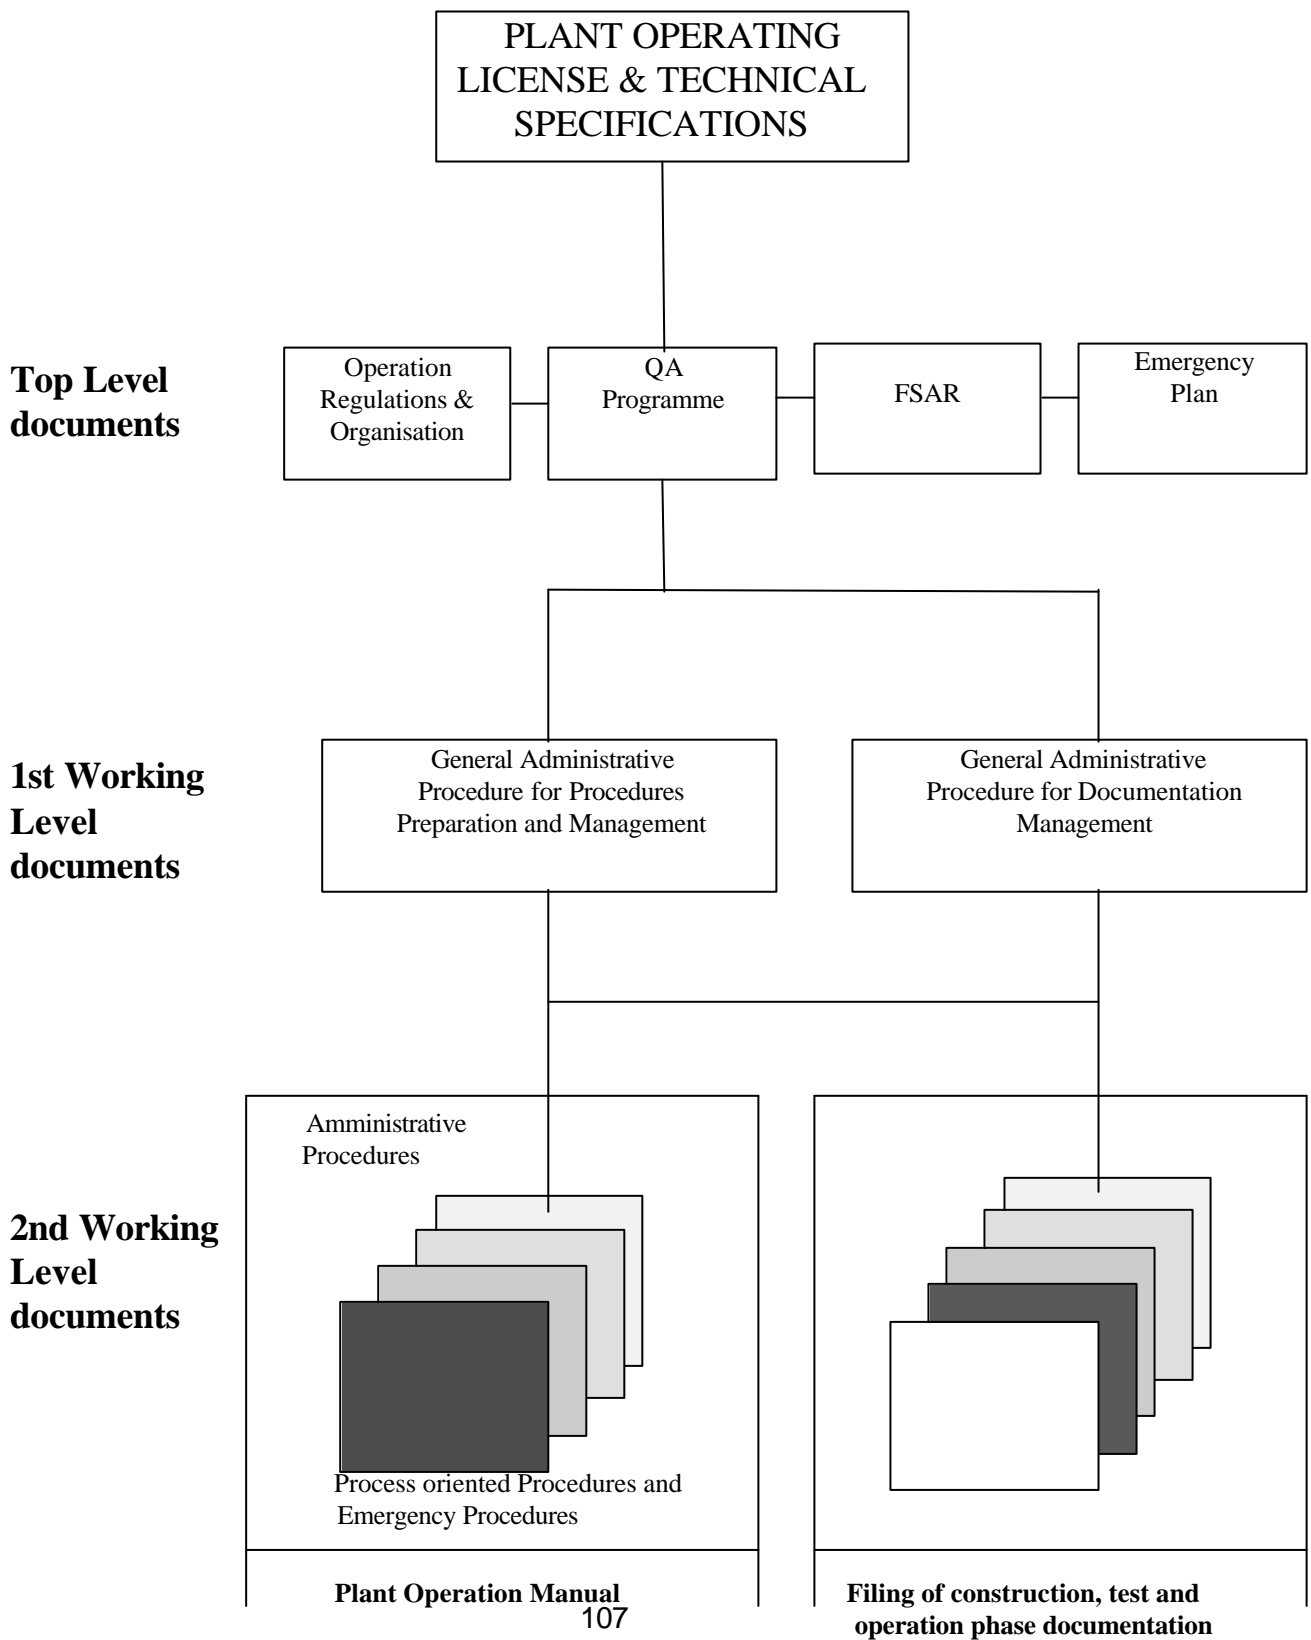 PLANT OPERATING
LICENSE & TECHNICAL
SPECIFICATIONS
Top Level
documents
Operation
Regulations &
Organisation
QA
Programme
FSAR
Emergency
Plan
1st Working
Level
documents
General Administrative
Procedure for Procedures
Preparation and Management
General Administrative
Procedure for Documentation
Management
2nd Working
Level
documents
Amministrative
Procedures
Process oriented Procedures and
Emergency Procedures
Plant Operation Manual
Filing of construction, test and
operation phase documentation
107